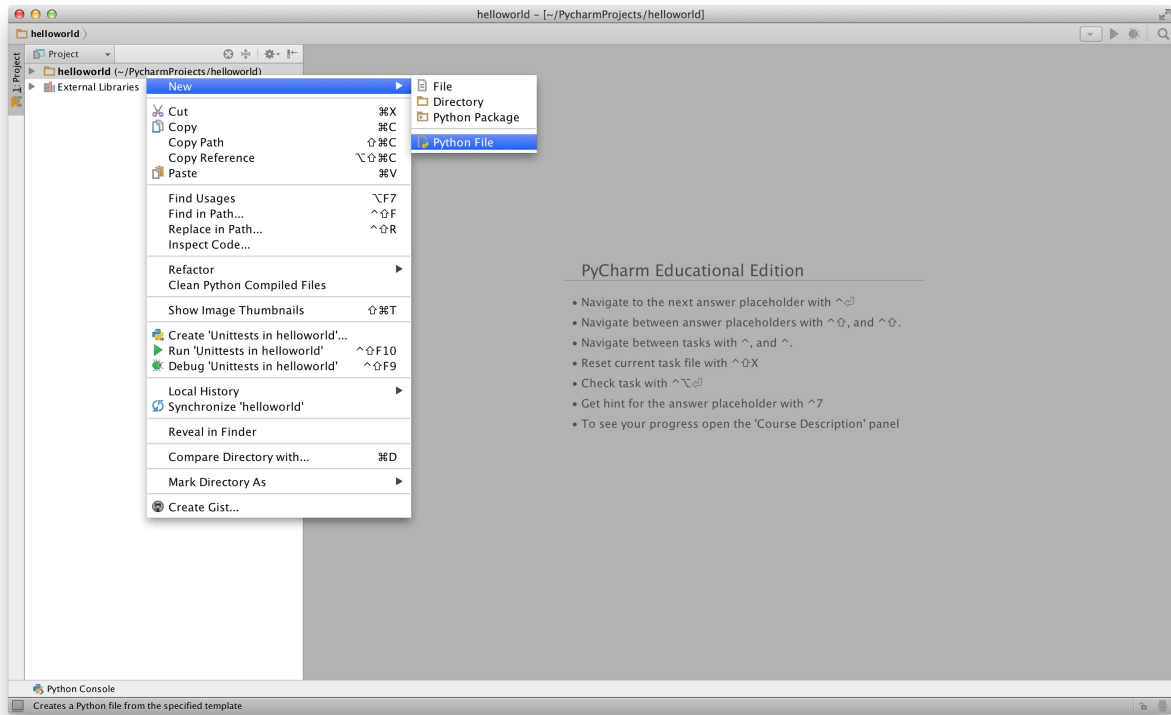 helloworld – [~/PycharmProjects/helloworld]
helloworld
1: Project
Project
helloworld (~/PycharmProjects/helloworld)
External Libraries
New
Cut ⌘X
Copy ⌘C
Copy Path ⇧⌘C
Copy Reference ⌥⇧⌘C
Paste ⌘V
Find Usages ⌥F7
Find in Path... ^⇧F
Replace in Path... ^⇧R
Inspect Code...
Refactor
Clean Python Compiled Files
Show Image Thumbnails ⇧⌘T
Create 'Unittests in helloworld'...
Run 'Unittests in helloworld' ^⇧F10
Debug 'Unittests in helloworld' ^⇧F9
Local History
Synchronize 'helloworld'
Reveal in Finder
Compare Directory with... ⌘D
Mark Directory As
Create Gist...
File
Directory
Python Package
Python File
PyCharm Educational Edition
• Navigate to the next answer placeholder with ^⏎
• Navigate between answer placeholders with ^⇧, and ^⇧.
• Navigate between tasks with ^, and ^.
• Reset current task file with ^⇧X
• Check task with ^⌥⏎
• Get hint for the answer placeholder with ^7
• To see your progress open the 'Course Description' panel
Python Console
Creates a Python file from the specified template